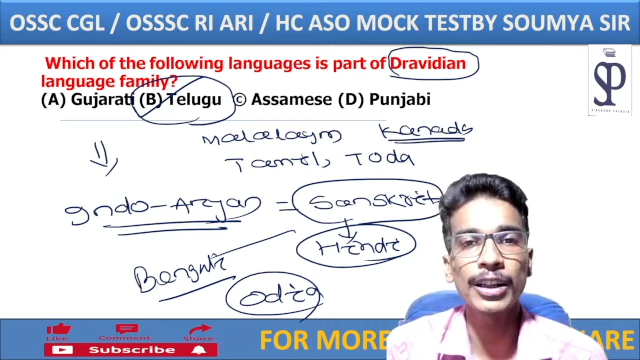 OSSC CGL / OSSSC RI ARI / HC ASO MOCK TESTBY SOUMYA SIR
Which of the following languages is part of Dravidian
language family?
(A) Gujarati (B) Telugu © Assamese (D) Punjabi
Malalaym Kanada
Tamil, Toda
Indo-Aryan = Sanskrit
Hindi
Bengali
Odia
SP
Like Comment Share
Subscribe
FOR MORE